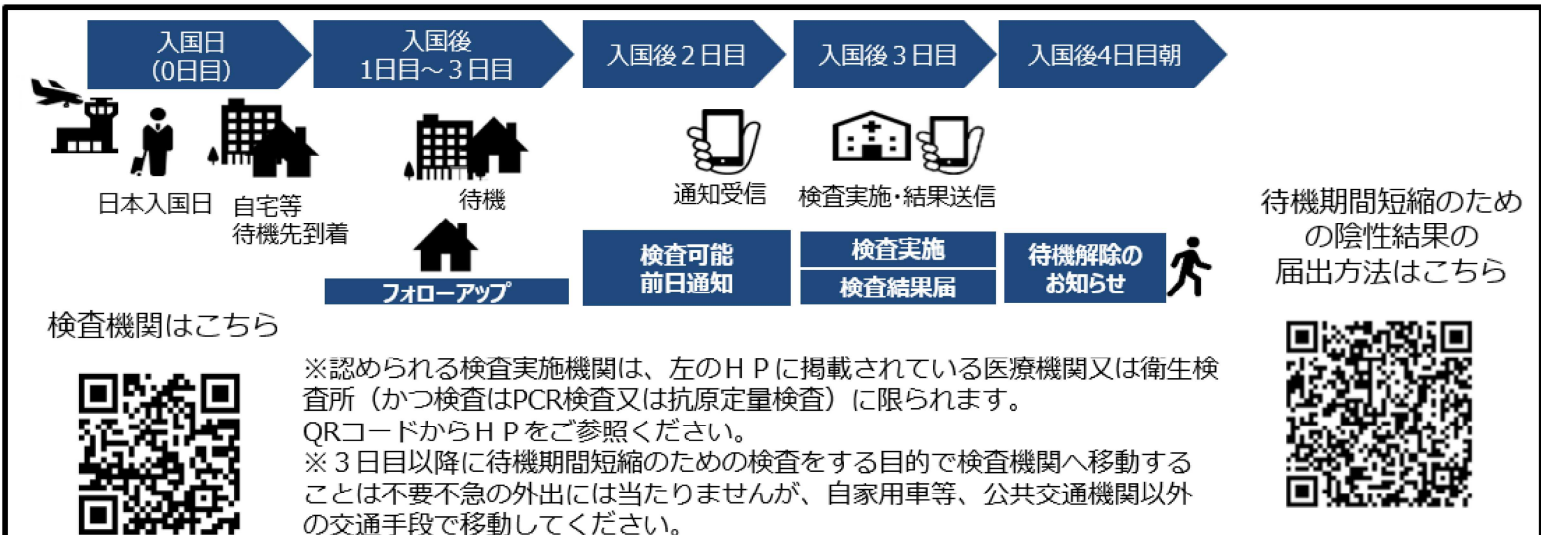 入国日
(0日目)
入国後
1日目～３日目
入国後２日目
入国後３日目
入国後4日目朝
日本入国日
自宅等
待機先到着
待機
通知受信
検査実施･結果送信
フォローアップ
検査可能
前日通知
検査実施
検査結果届
待機解除の
お知らせ
待機期間短縮のため
の陰性結果の
届出方法はこちら
検査機関はこちら
※認められる検査実施機関は、左のＨＰに掲載されている医療機関又は衛生検
査所（かつ検査はPCR検査又は抗原定量検査）に限られます。
QRコードからＨＰをご参照ください。
※３日目以降に待機期間短縮のための検査をする目的で検査機関へ移動する
ことは不要不急の外出には当たりませんが、自家用車等、公共交通機関以外
の交通手段で移動してください。